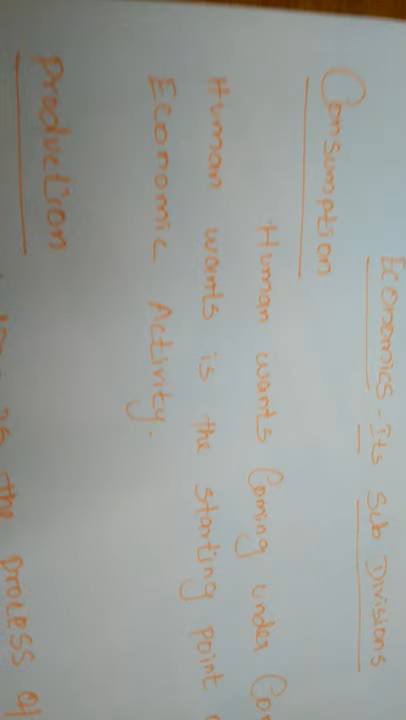 Economics - Its Sub Divisions
Consumption
Human wants Coming under
Human wants is the starting point
Economic Activity.
Production
as the process of